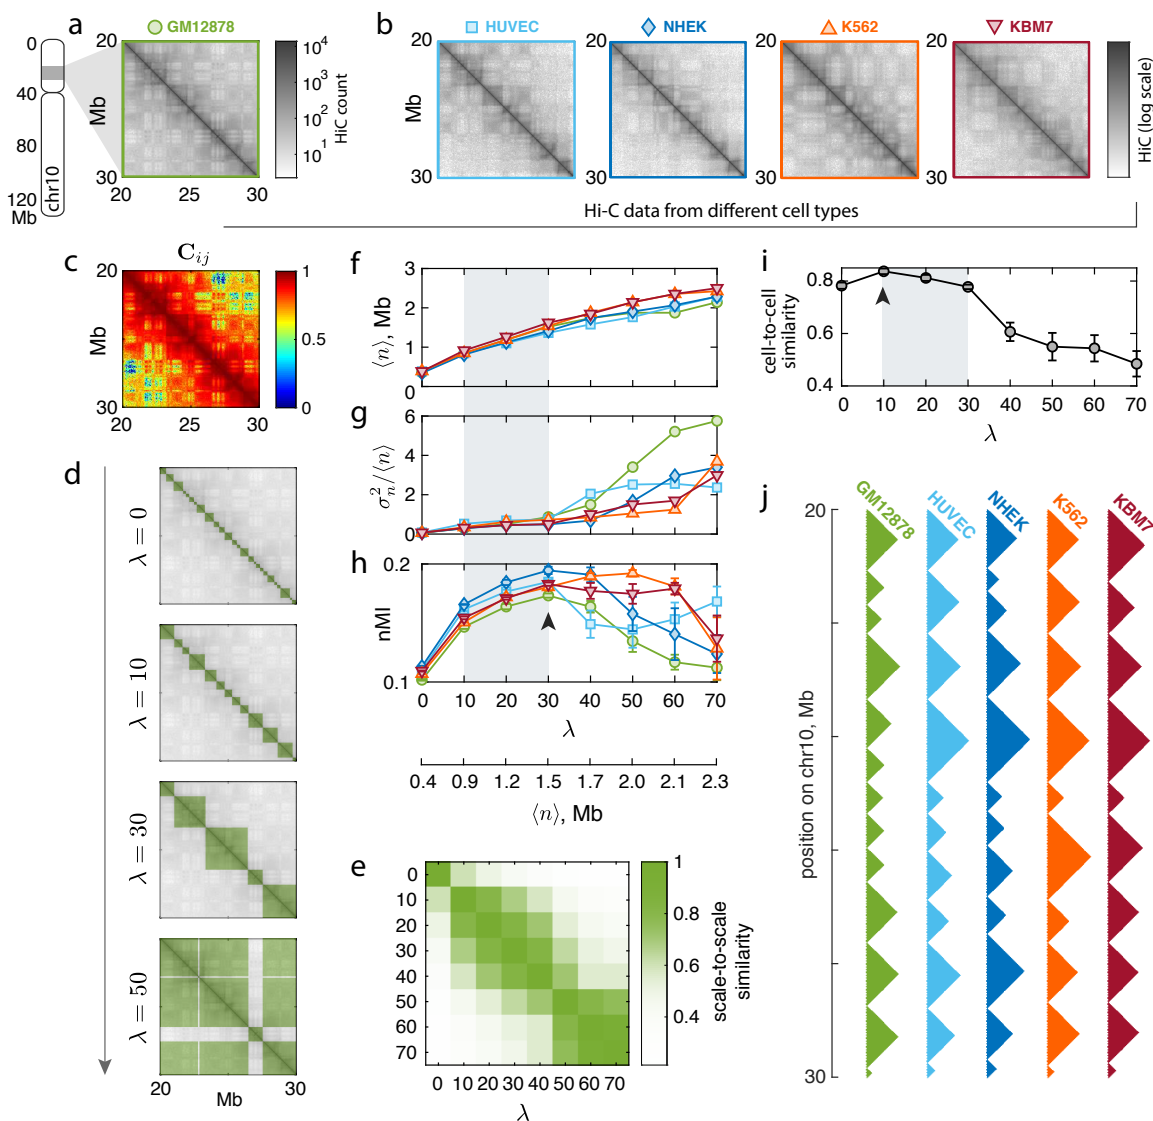 a
GM12878
0
40
80
120
Mb
chr10
20
Mb
30
20
25
30
10^4
10^3
10^2
10^1
HiC count
b
HUVEC
NHEK
K562
KBM7
20
Mb
30
20
30
20
30
20
30
HiC (log scale)
Hi-C data from different cell types
c
C_{ij}
20
Mb
30
20
25
30
1
0.5
0
d
λ = 0
λ = 10
λ = 30
λ = 50
20
30
Mb
f
3
2
1
0
⟨n⟩, Mb
g
6
4
2
0
σ_n^2/⟨n⟩
h
0.2
nMI
0.1
0 10 20 30 40 50 60 70
λ
0.4 0.9 1.2 1.5 1.7 2.0 2.1 2.3
⟨n⟩, Mb
e
0
10
20
30
40
50
60
70
0 10 20 30 40 50 60 70
λ
1
0.8
0.6
0.4
scale-to-scale
similarity
i
0.8
0.6
0.4
cell-to-cell
similarity
0 10 20 30 40 50 60 70
λ
j
GM12878
HUVEC
NHEK
K562
KBM7
20
position on chr10, Mb
30